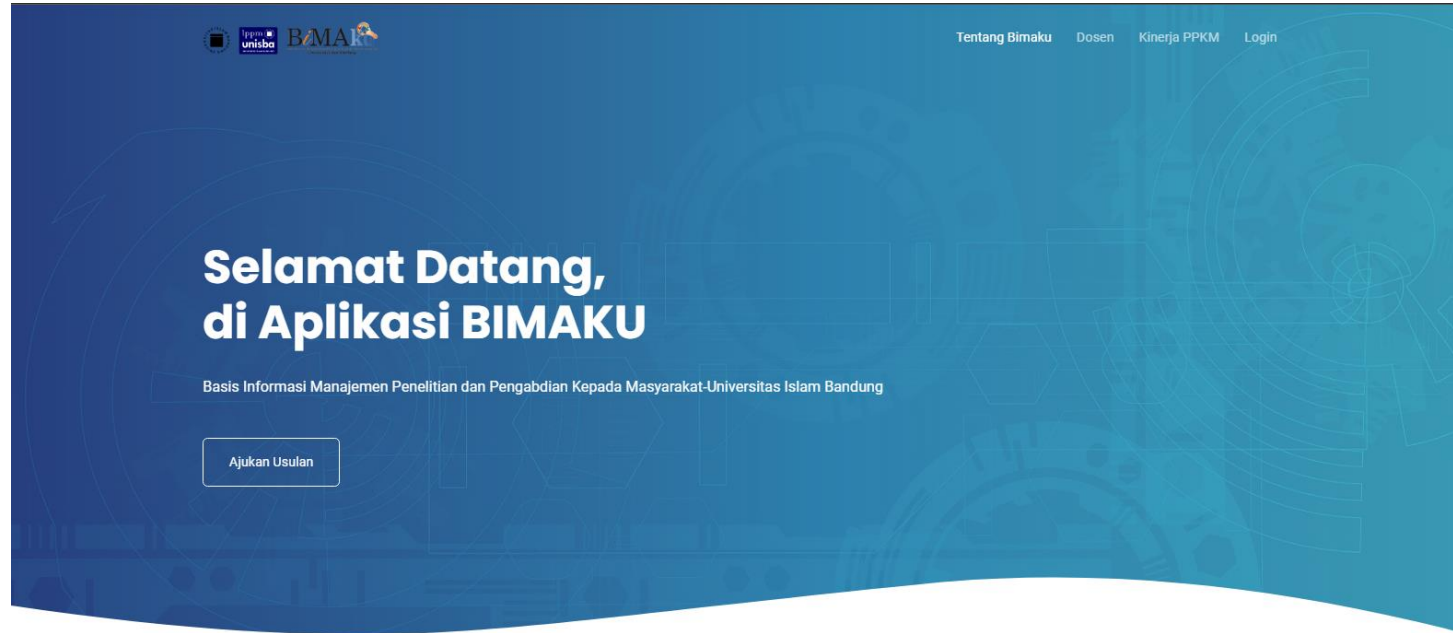 lppm
unisba
BiMAku
Tentang Bimaku
Dosen
Kinerja PPKM
Login
Selamat Datang,
di Aplikasi BIMAKU
Basis Informasi Manajemen Penelitian dan Pengabdian Kepada Masyarakat-Universitas Islam Bandung
Ajukan Usulan